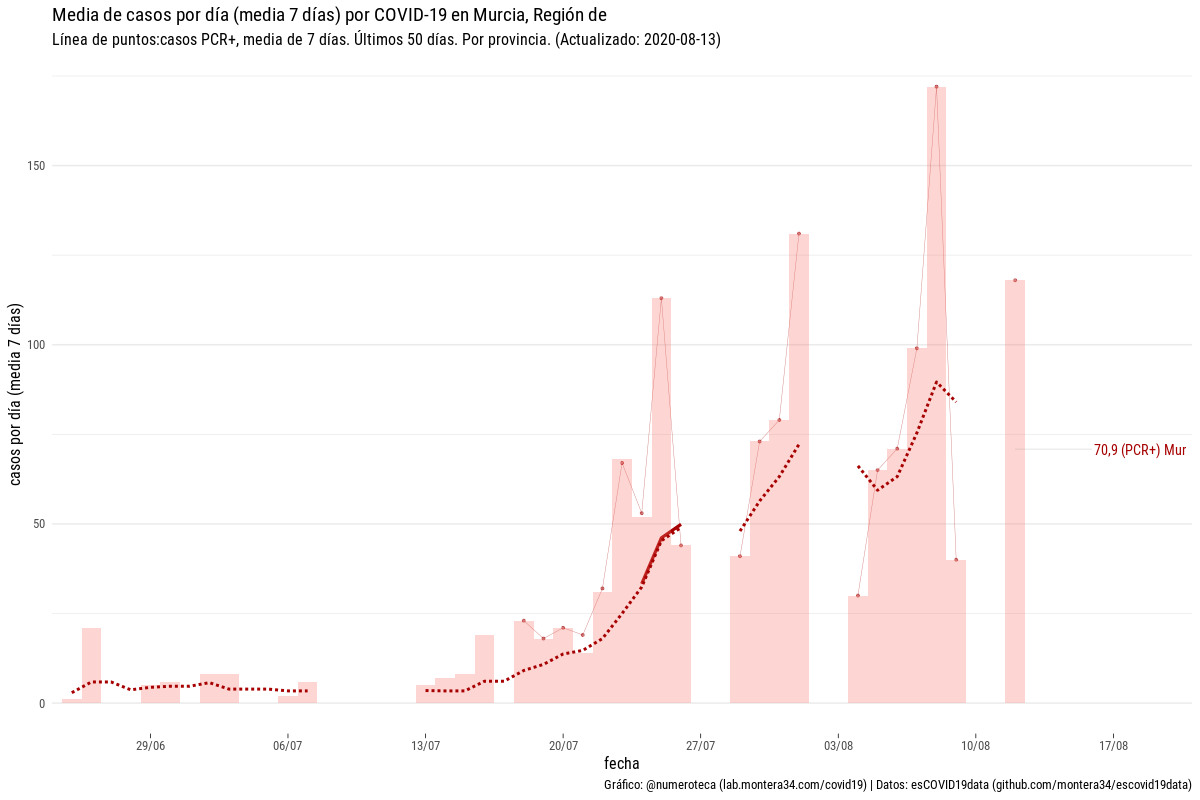 Media de casos por día (media 7 días) por COVID-19 en Murcia, Región de
Línea de puntos:casos PCR+, media de 7 días. Últimos 50 días. Por provincia. (Actualizado: 2020-08-13)
casos por día (media 7 días)
150
100
50
0
70,9 (PCR+) Mur
29/06
06/07
13/07
20/07
27/07
03/08
10/08
17/08
fecha
Gráfico: @numeroteca (lab.montera34.com/covid19) | Datos: esCOVID19data (github.com/montera34/escovid19data)